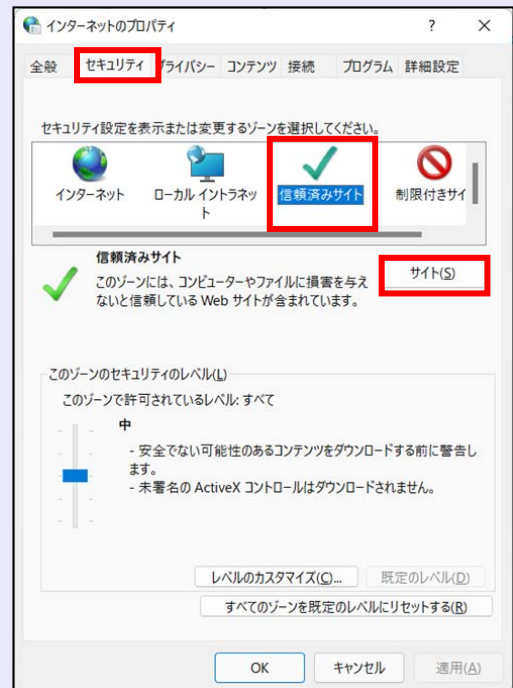 インターネットのプロパティ ? ×
全般 セキュリティ プライバシー コンテンツ 接続 プログラム 詳細設定
セキュリティ設定を表示または変更するゾーンを選択してください。
インターネット ローカル イントラネッ 信頼済みサイト 制限付きサイ
ト
信頼済みサイト
サイト(S)
このゾーンには、コンピューターやファイルに損害を与え
ないと信頼している Web サイトが含まれています。
このゾーンのセキュリティのレベル(L)
このゾーンで許可されているレベル: すべて
中
- 安全でない可能性のあるコンテンツをダウンロードする前に警告し
ます。
- 未署名の ActiveX コントロールはダウンロードされません。
レベルのカスタマイズ(C)... 既定のレベル(D)
すべてのゾーンを既定のレベルにリセットする(R)
OK キャンセル 適用(A)